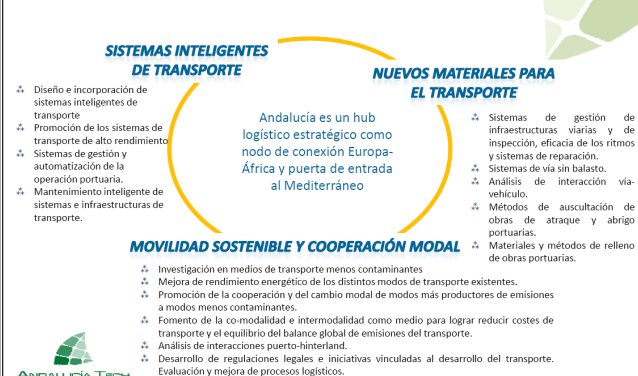 SISTEMAS INTELIGENTES
DE TRANSPORTE
Diseño e incorporación de
sistemas inteligentes de
transporte
Promoción de los sistemas de
transporte de alto rendimiento
Sistemas de gestión y
automatización de la
operación portuaria.
Mantenimiento inteligente de
sistemas e infraestructuras de
transporte.
Andalucía es un hub
logístico estratégico como
nodo de conexión Europa-
África y puerta de entrada
al Mediterráneo
NUEVOS MATERIALES PARA
EL TRANSPORTE
Sistemas de gestión de
infraestructuras viarias y de
inspección, eficacia de los ritmos
y sistemas de reparación.
Sistemas de vía sin balasto.
Análisis de interacción vía-
vehículo.
Métodos de auscultación de
obras de atraque y abrigo
portuarias.
Materiales y métodos de relleno
de obras portuarias.
MOVILIDAD SOSTENIBLE Y COOPERACIÓN MODAL
Investigación en medios de transporte menos contaminantes
Mejora de rendimiento energético de los distintos modos de transporte existentes.
Promoción de la cooperación y del cambio modal de modos más productores de emisiones
a modos menos contaminantes.
Fomento de la co-modalidad e intermodalidad como medio para lograr reducir costes de
transporte y el equilibrio del balance global de emisiones del transporte.
Análisis de interacciones puerto-hinterland.
Desarrollo de regulaciones legales e iniciativas vinculadas al desarrollo del transporte.
Evaluación y mejora de procesos logísticos.
ANDALUCÍA TECH